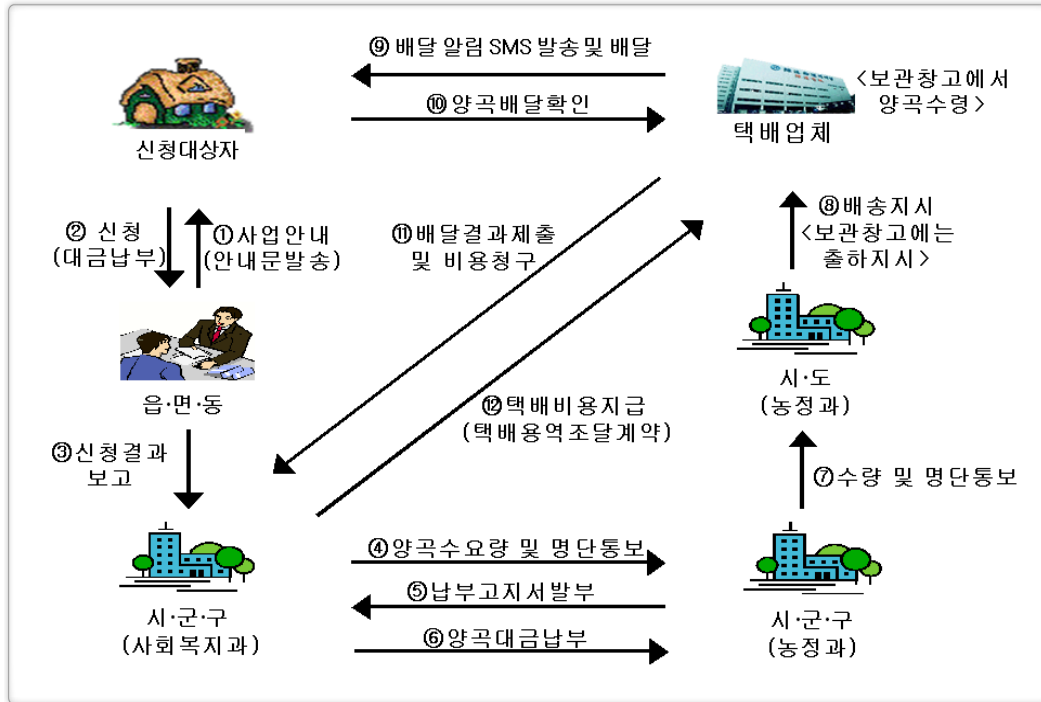 ⑨ 배달 알림 SMS 발송및 배달
<보관창고에서
양곡수령>
⑩양곡배달확인
택배업체
신청대상자
② 신청
(대금납부)
①사업안내
(안내문발송)
⑪배달결과제출
및 비용청구
⑧배송지시
<보관창고에는
출하지시>
읍·면·동
시·도
(농정과)
⑫택배비용지급
(택배용역조달계약)
③신청결과
보고
⑦수량 및 명단통보
④양곡수요량 및 명단통보
⑤납부고지서발부
⑥양곡대금납부
시·군·구
(사회복지과)
시·군·구
(농정과)